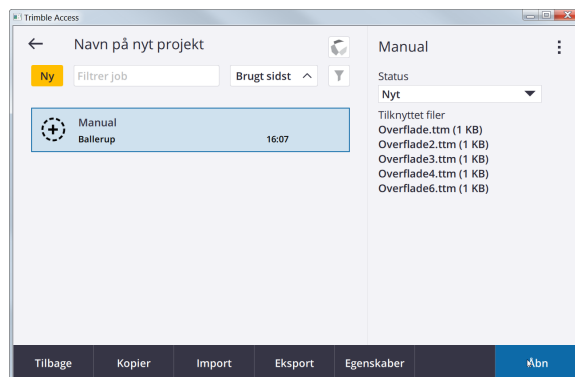 Trimble Access
Navn på nyt projekt
Ny
Filtrer job
Brugt sidst
Manual
Ballerup
16:07
Manual
Status
Nyt
Tilknyttet filer
Overflade.ttm (1 KB)
Overflade2.ttm (1 KB)
Overflade3.ttm (1 KB)
Overflade4.ttm (1 KB)
Overflade6.ttm (1 KB)
Tilbage
Kopier
Import
Eksport
Egenskaber
Åbn